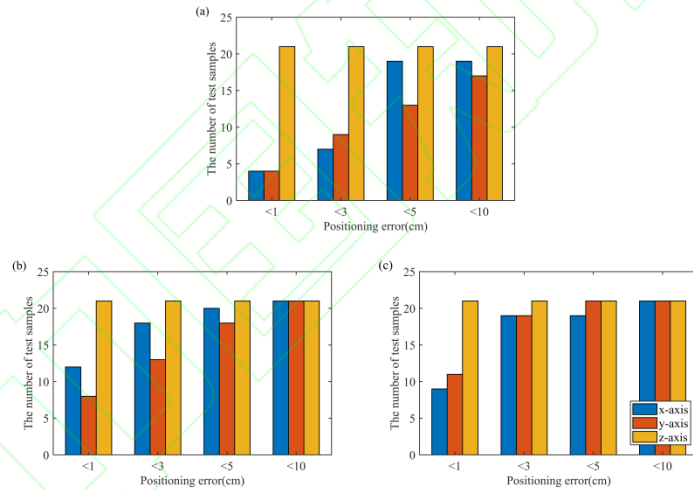 (a)
25
20
15
10
5
0
The number of test samples
<1 <3 <5 <10
Positioning error(cm)
(b)
25
20
15
10
5
0
The number of test samples
<1 <3 <5 <10
Positioning error(cm)
(c)
25
20
15
10
5
0
The number of test samples
<1 <3 <5 <10
Positioning error(cm)
x-axis
y-axis
z-axis